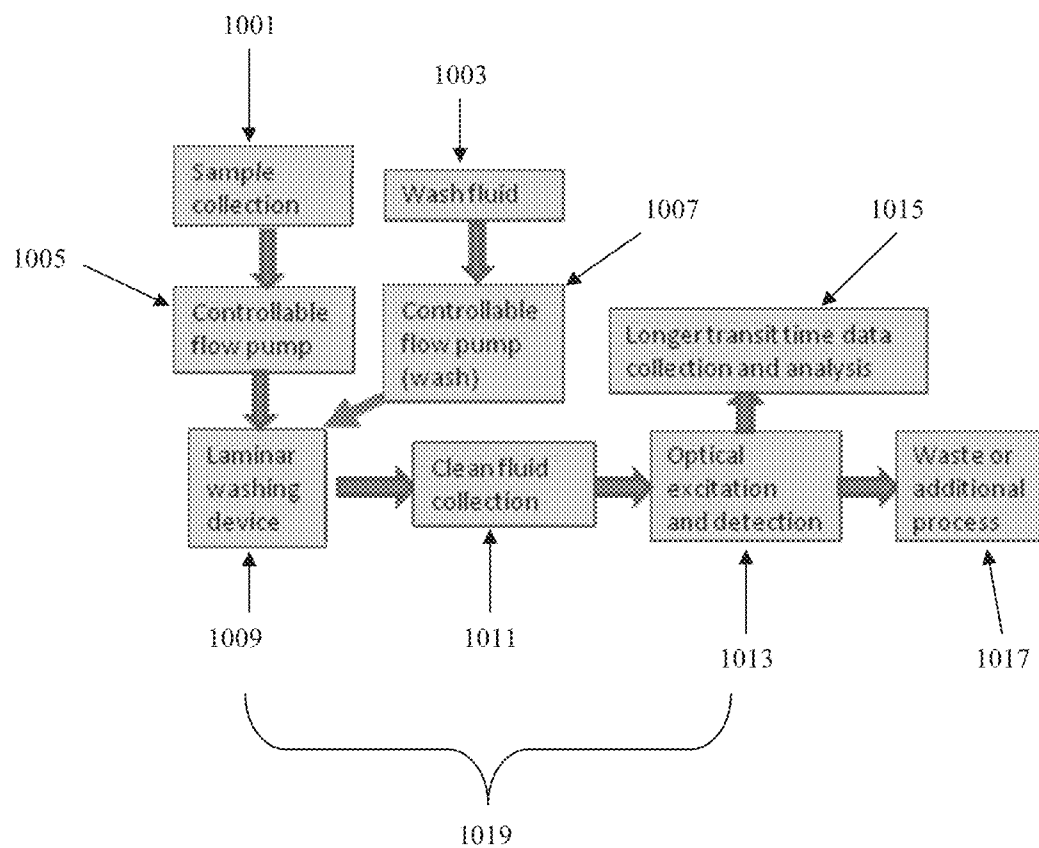 1001
1003
Sample
collection
Wash fluid
1007
1015
1005
Controllable
flow pump
Controllable
flow pump
(wash)
Longer transit time data
collection and analysis
Laminar
washing
device
Clean fluid
collection
Optical
excitation
and detection
Waste or
additional
process
1009
1011
1013
1017
1019